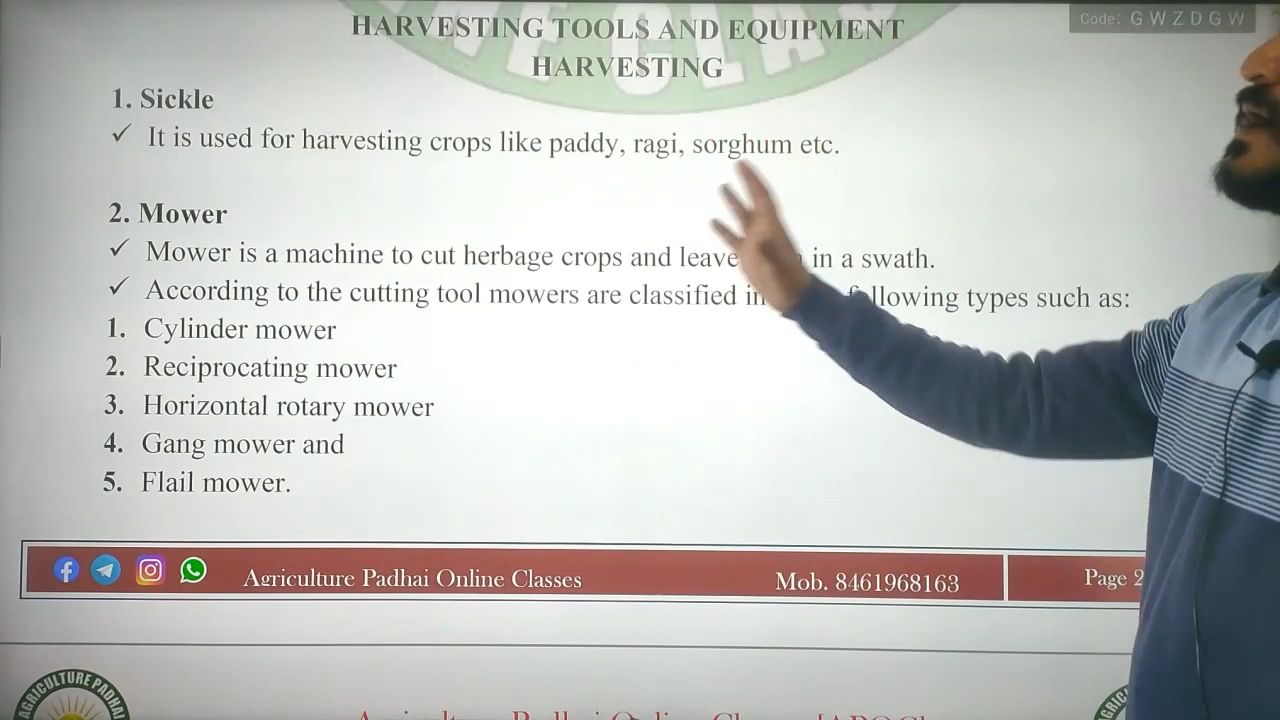 Code: G W Z D G W
HARVESTING TOOLS AND EQUIPMENT
HARVESTING
1. Sickle
✓ It is used for harvesting crops like paddy, ragi, sorghum etc.
2. Mower
✓ Mower is a machine to cut herbage crops and leave in a swath.
✓ According to the cutting tool mowers are classified following types such as:
1. Cylinder mower
2. Reciprocating mower
3. Horizontal rotary mower
4. Gang mower and
5. Flail mower.
Agriculture Padhai Online Classes Mob. 8461968163 Page 2
AGRICULTURE PADHAI